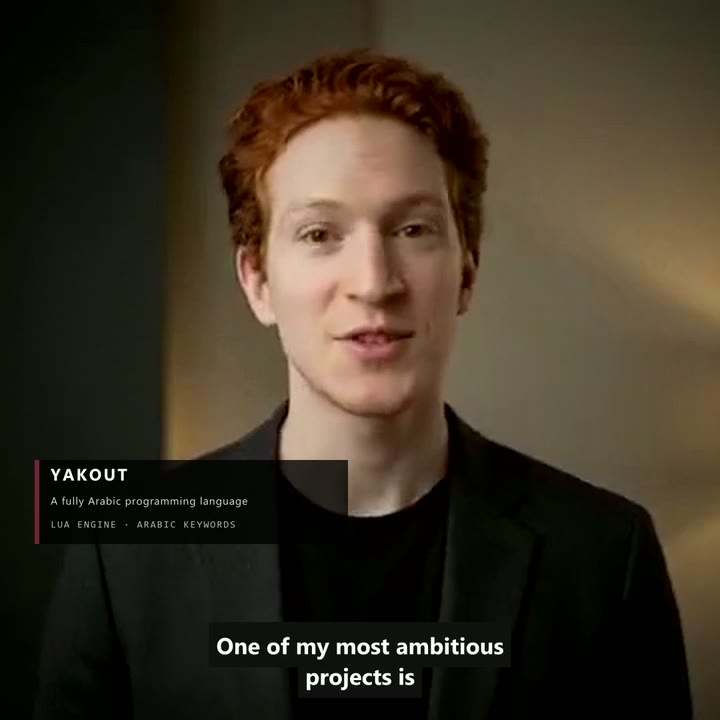 YAKOUT
A fully Arabic programming language
LUA ENGINE · ARABIC KEYWORDS
One of my most ambitious
projects is